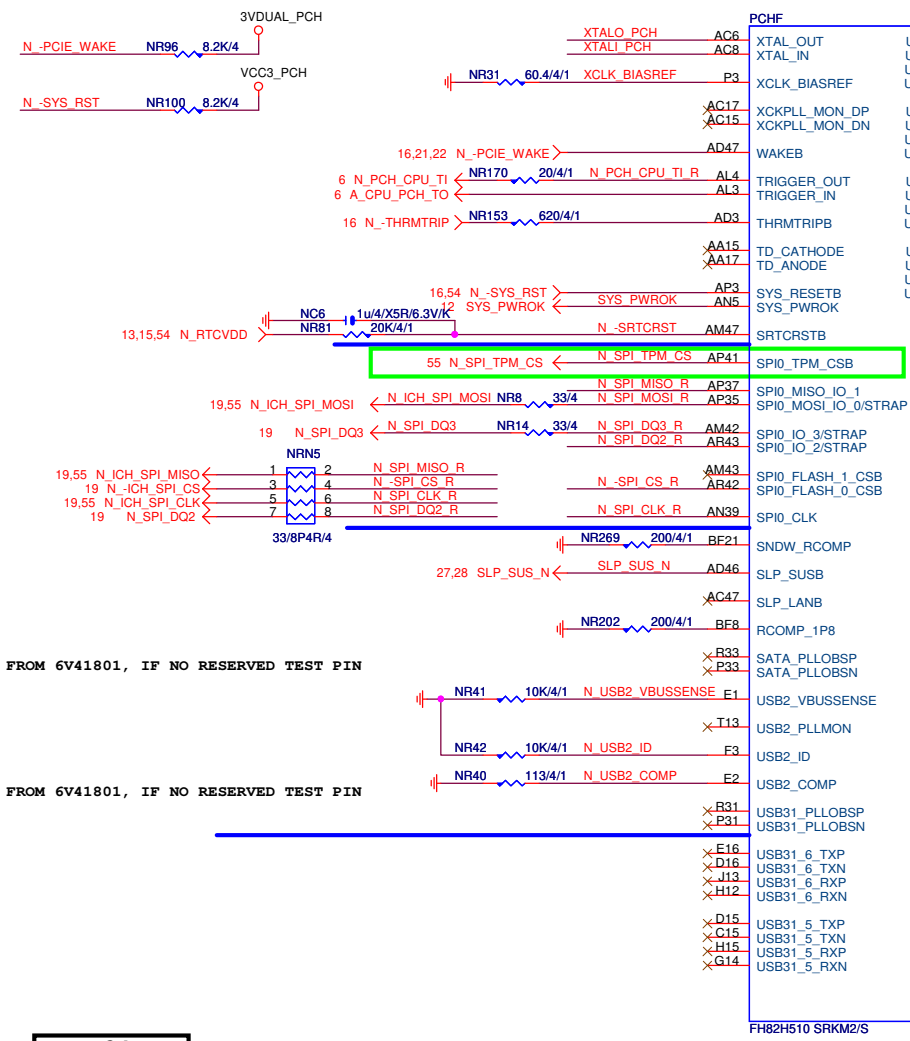 3VDUAL_PCH
N_-PCIE_WAKE NR96 8.2K/4
VCC3_PCH
N_-SYS_RST NR100 8.2K/4
PCHF
XTALO_PCH AC6 XTAL_OUT
XTALI_PCH AC8 XTAL_IN
NR31 60.4/4/1 XCLK_BIASREF P3 XCLK_BIASREF
AC17 XCKPLL_MON_DP
AC15 XCKPLL_MON_DN
16,21,22 N_-PCIE_WAKE AD47 WAKEB
6 N_PCH_CPU_TI NR170 20/4/1 N_PCH_CPU_TI_R AL4 TRIGGER_OUT
6 A_CPU_PCH_TO AL3 TRIGGER_IN
16 N_-THRMTRIP NR153 620/4/1 AD3 THRMTRIPB
AA15 TD_CATHODE
AA17 TD_ANODE
16,54 N_-SYS_RST AP3 SYS_RESETB
12 SYS_PWROK SYS_PWROK AN5 SYS_PWROK
NC6 1u/4/X5R/6.3V/K
13,15,54 N_RTCVDD NR81 20K/4/1 N_-SRTCRST AM47 SRTCRSTB
55 N_SPI_TPM_CS N_SPI_TPM_CS AP41 SPI0_TPM_CSB
N_SPI_MISO_R AP37 SPI0_MISO_IO_1
19,55 N_ICH_SPI_MOSI N_ICH_SPI_MOSI NR8 33/4 N_SPI_MOSI_R AP35 SPI0_MOSI_IO_0/STRAP
19 N_SPI_DQ3 N_SPI_DQ3 NR14 33/4 N_SPI_DQ3_R AM42 SPI0_IO_3/STRAP
N_SPI_DQ2_R AR43 SPI0_IO_2/STRAP
NRN5
19,55 N_ICH_SPI_MISO 1 2 N_SPI_MISO_R AM43 SPI0_FLASH_1_CSB
19 N_-ICH_SPI_CS 3 4 N_-SPI_CS_R N_-SPI_CS_R AR42 SPI0_FLASH_0_CSB
19,55 N_ICH_SPI_CLK 5 6 N_SPI_CLK_R
19 N_SPI_DQ2 7 8 N_SPI_DQ2_R N_SPI_CLK_R AN39 SPI0_CLK
33/8P4R/4
NR269 200/4/1 BF21 SNDW_RCOMP
27,28 SLP_SUS_N SLP_SUS_N AD46 SLP_SUSB
AC47 SLP_LANB
NR202 200/4/1 BF8 RCOMP_1P8
FROM 6V41801, IF NO RESERVED TEST PIN
R33 SATA_PLLOBSP
P33 SATA_PLLOBSN
NR41 10K/4/1 N_USB2_VBUSSENSE E1 USB2_VBUSSENSE
T13 USB2_PLLMON
NR42 10K/4/1 N_USB2_ID F3 USB2_ID
NR40 113/4/1 N_USB2_COMP E2 USB2_COMP
FROM 6V41801, IF NO RESERVED TEST PIN
R31 USB31_PLLOBSP
P31 USB31_PLLOBSN
E16 USB31_6_TXP
D16 USB31_6_TXN
J13 USB31_6_RXP
H12 USB31_6_RXN
D15 USB31_5_TXP
C15 USB31_5_TXN
H15 USB31_5_RXP
G14 USB31_5_RXN
FH82H510 SRKM2/S